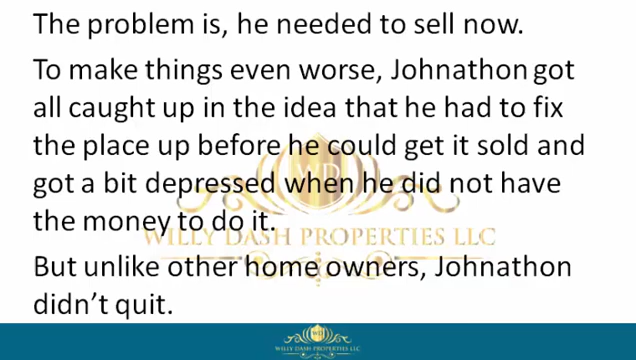 The problem is, he needed to sell now.
To make things even worse, Johnathon got
all caught up in the idea that he had to fix
the place up before he could get it sold and
got a bit depressed when he did not have
the money to do it.
WILLY DASH PROPERTIES LLC
But unlike other home owners, Johnathon
didn’t quit.
WILLY DASH PROPERTIES LLC